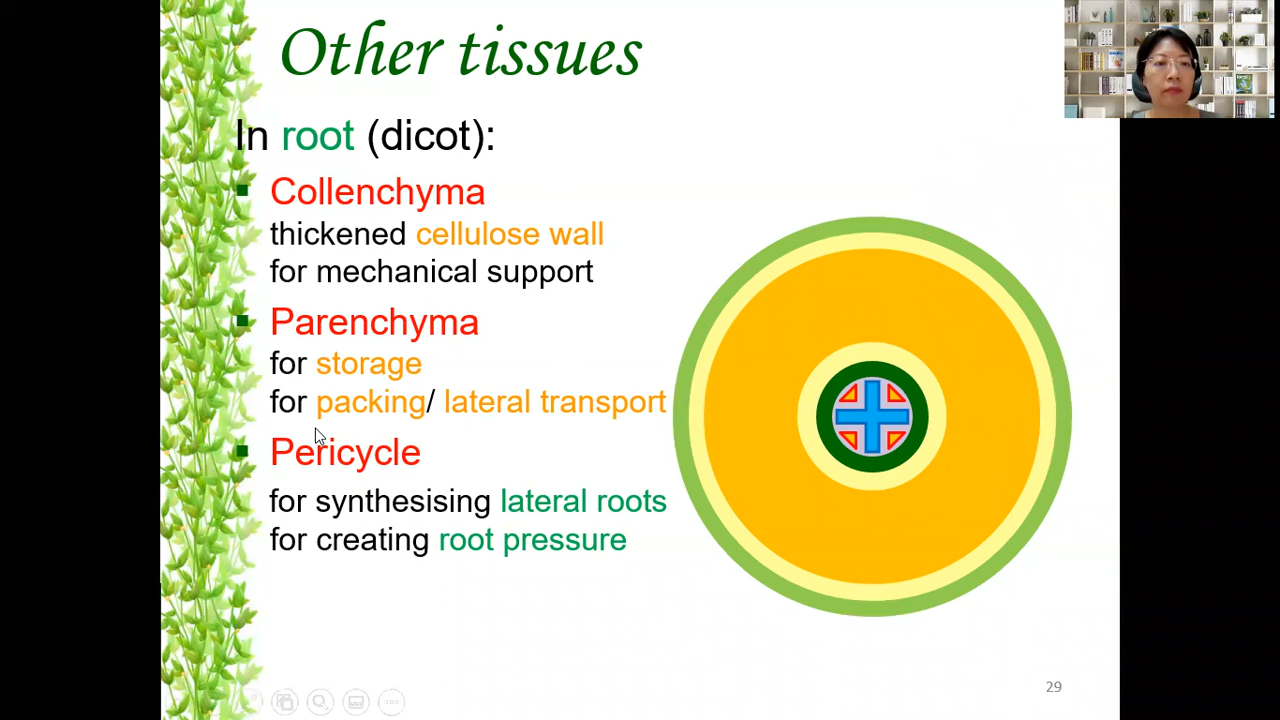 Other tissues
In root (dicot):
Collenchyma
thickened cellulose wall
for mechanical support
Parenchyma
for storage
for packing/ lateral transport
Pericycle
for synthesising lateral roots
for creating root pressure
29